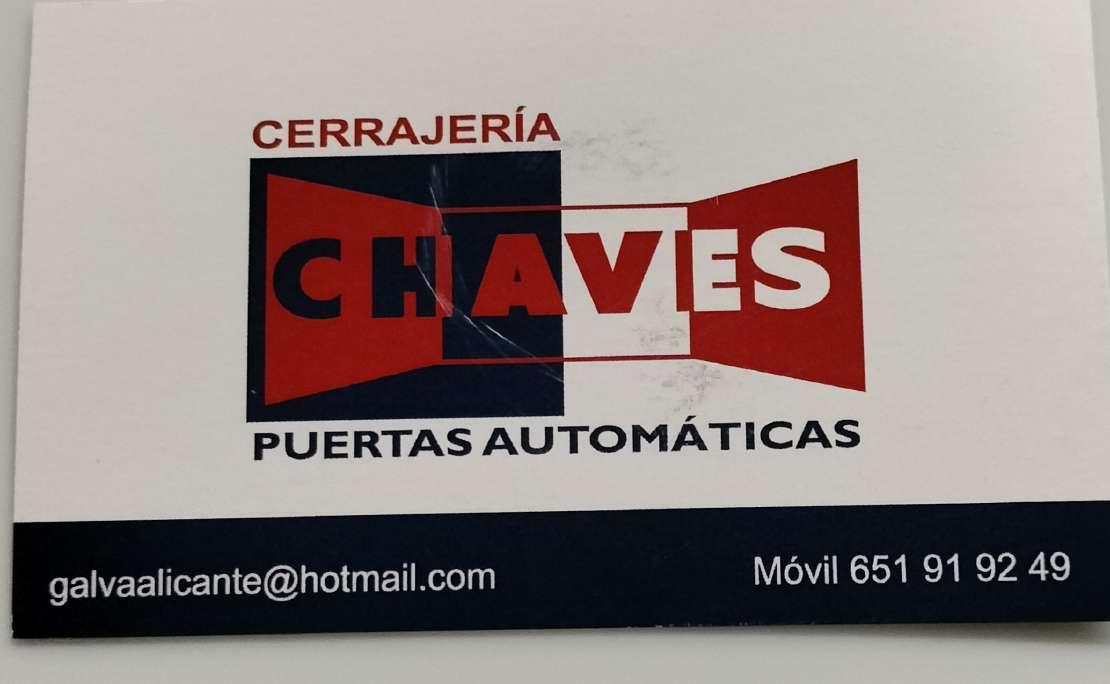 CERRAJERÍA
CHAVES
PUERTAS AUTOMÁTICAS
galvaalicante@hotmail.com
Móvil 651 91 92 49